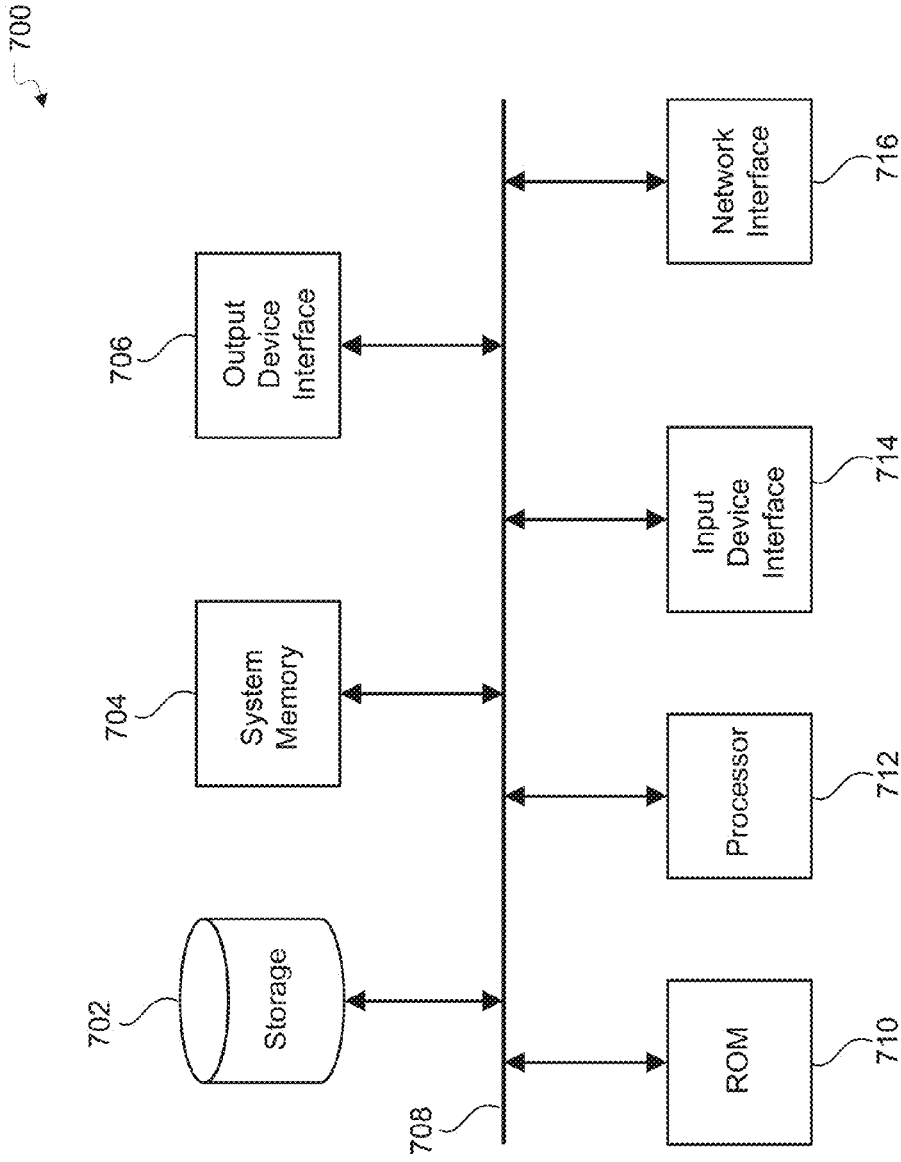 700
702
Storage
704
System
Memory
706
Output
Device
Interface
708
710
ROM
712
Processor
714
Input
Device
Interface
716
Network
Interface